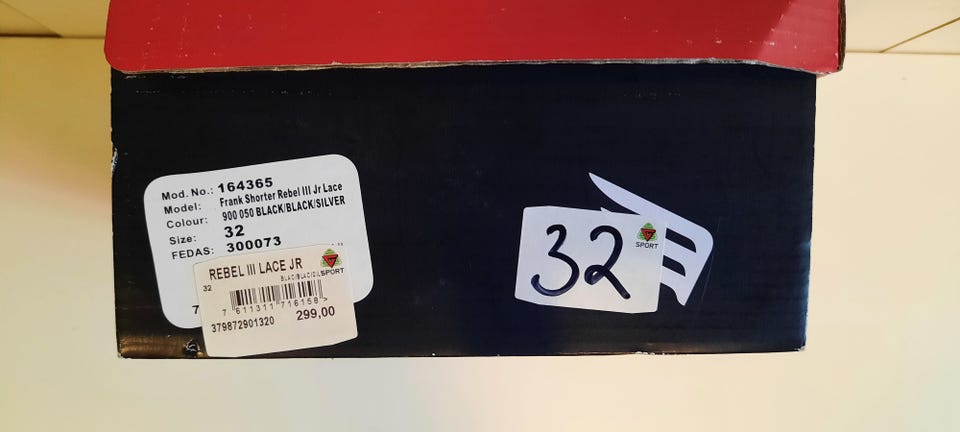 Mod. No.: 164365
Model: Frank Shorter Rebel III Jr Lace
Colour: 900 050 BLACK/BLACK/SILVER
Size: 32
FEDAS: 300073
7
REBEL III LACE JR
32
SPORT
7 611311 716158 >
379872901320 299,00
32
SPORT